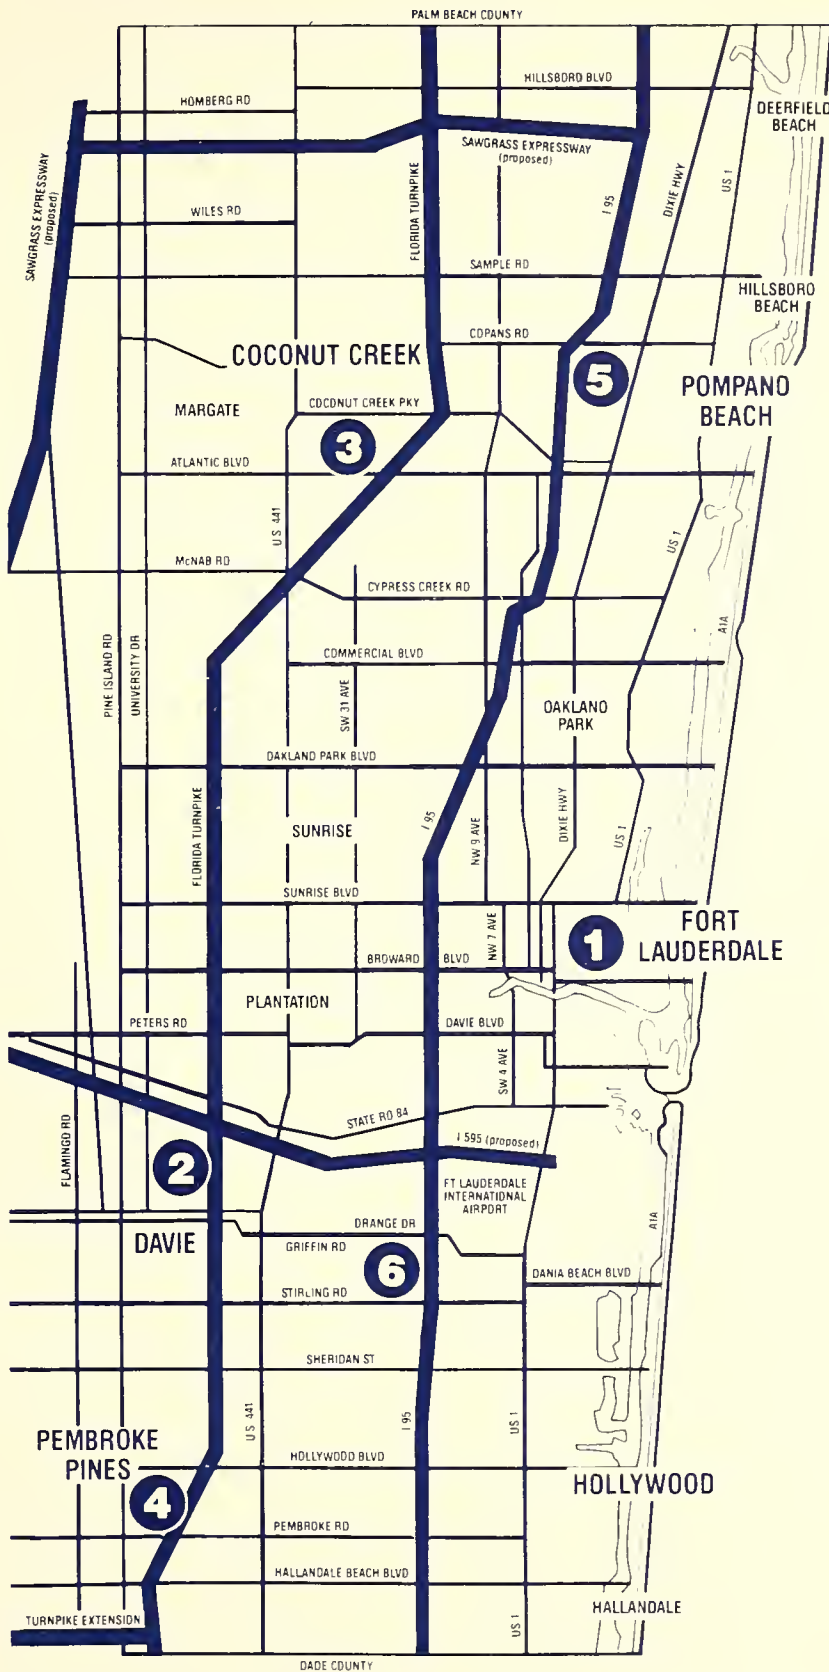 PALM BEACH COUNTY
HILLSBORO BLVD
HOMBERG RD
DEERFIELD
BEACH
SAWGRASS EXPRESSWAY
(proposed)
SAWGRASS EXPRESSWAY
(proposed)
FLORIDA TURNPIKE
I 95
DIXIE HWY
US 1
WILES RD
SAMPLE RD
HILLSBORO
BEACH
COPANS RD
COCONUT CREEK
5
POMPANO
BEACH
MARGATE
COCONUT CREEK PKY
3
ATLANTIC BLVD
US 441
US 1
McNAB RD
CYPRESS CREEK RD
A1A
PINE ISLAND RD
UNIVERSITY DR
COMMERCIAL BLVD
SW 31 AVE
OAKLAND
PARK
OAKLAND PARK BLVD
FLORIDA TURNPIKE
I 95
NW 9 AVE
DIXIE HWY
US 1
SUNRISE
SUNRISE BLVD
NW 7 AVE
1
FORT
LAUDERDALE
BROWARD BLVD
PLANTATION
PETERS RD
DAVIE BLVD
SW 4 AVE
STATE RD 84
FLAMINGO RD
I 595 (proposed)
2
FT LAUDERDALE
INTERNATIONAL
AIRPORT
A1A
DAVIE
ORANGE DR
GRIFFIN RD
6
DANIA BEACH BLVD
STIRLING RD
SHERIDAN ST
US 441
I 95
US 1
PEMBROKE
PINES
HOLLYWOOD BLVD
HOLLYWOOD
4
PEMBROKE RD
HALLANDALE BEACH BLVD
HALLANDALE
TURNPIKE EXTENSION
US 1
DADE COUNTY